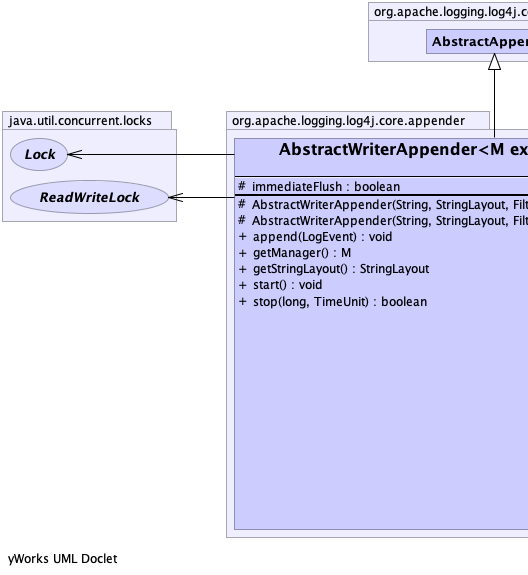 org.apache.logging.log4j.c
AbstractAppen
java.util.concurrent.locks
org.apache.logging.log4j.core.appender
Lock
AbstractWriterAppender<M ex
ReadWriteLock
# immediateFlush : boolean
# AbstractWriterAppender(String, StringLayout, Filt
# AbstractWriterAppender(String, StringLayout, Filt
+ append(LogEvent) : void
+ getManager() : M
+ getStringLayout() : StringLayout
+ start() : void
+ stop(long, TimeUnit) : boolean
yWorks UML Doclet